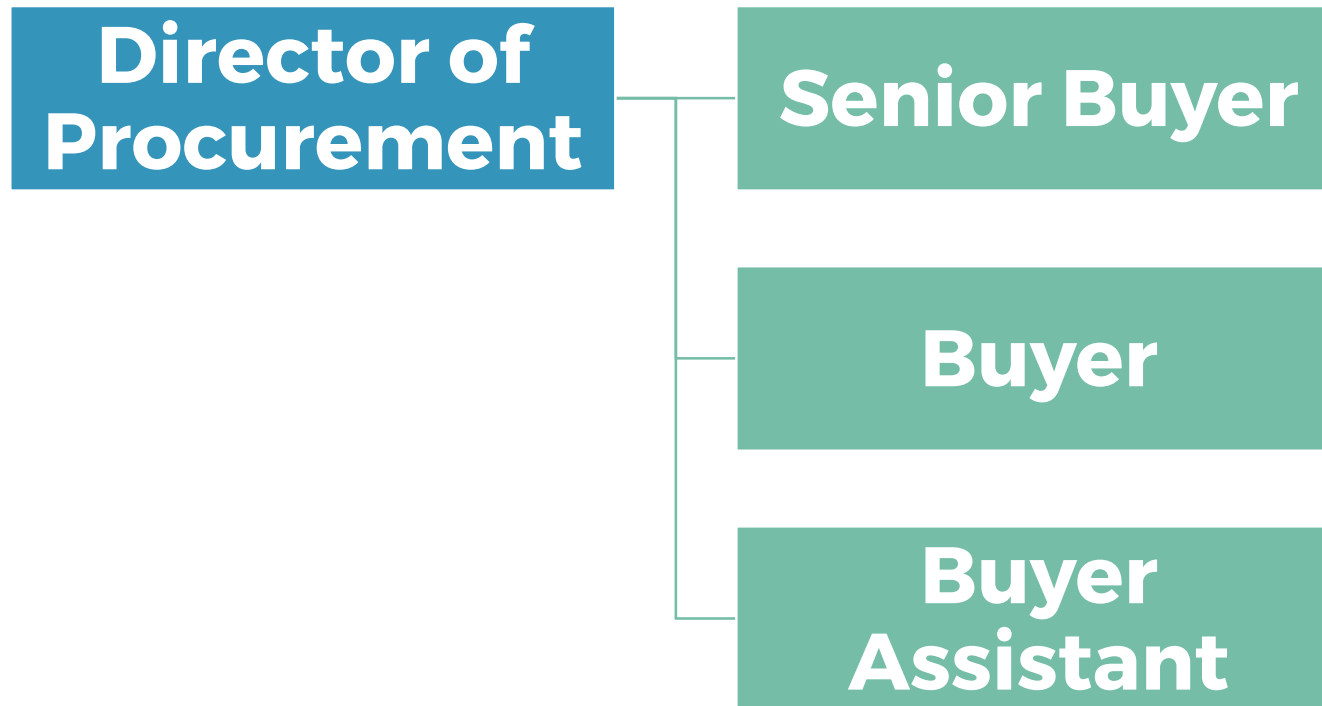 Director of
Procurement
Senior Buyer
Buyer
Buyer
Assistant